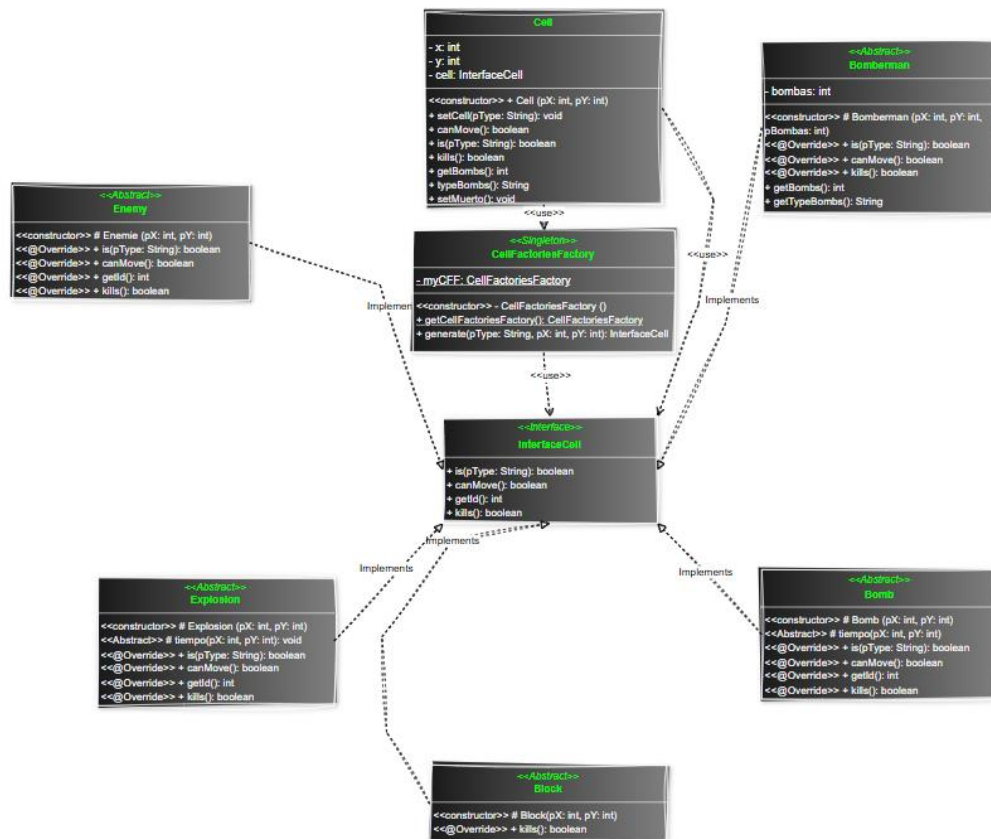 Cell
- x: int
- y: int
- cell: InterfaceCell
<<constructor>> + Cell (pX: int, pY: int)
+ setCell(pType: String): void
+ canMove(): boolean
+ is(pType: String): boolean
+ kills(): boolean
+ getBombs(): int
+ typeBombs(): String
+ setMuerto(): void
<<Abstract>>
Bomberman
- bombas: int
<<constructor>> # Bomberman (pX: int, pY: int,
pBombas: int)
<<@Override>> + is(pType: String): boolean
<<@Override>> + canMove(): boolean
<<@Override>> + kills(): boolean
+ getBombs(): int
+ getTypeBombs(): String
<<Abstract>>
Enemy
<<constructor>> # Enemie (pX: int, pY: int)
<<@Override>> + is(pType: String): boolean
<<@Override>> + canMove(): boolean
<<@Override>> + getId(): int
<<@Override>> + kills(): boolean
<<use>>
<<Singleton>>
CellFactoriesFactory
- myCFF: CellFactoriesFactory
<<constructor>> - CellFactoriesFactory ()
+ getCellFactoriesFactory(): CellFactoriesFactory
+ generate(pType: String, pX: int, pY: int): InterfaceCell
<<use>>
Implemen
Implements
<<use>>
<<Interface>>
InterfaceCell
+ is(pType: String): boolean
+ canMove(): boolean
+ getId(): int
+ kills(): boolean
Implements
Implements
Implements
<<Abstract>>
Explosion
<<constructor>> # Explosion (pX: int, pY: int)
<<Abstract>> # tiempo(pX: int, pY: int): void
<<@Override>> + is(pType: String): boolean
<<@Override>> + canMove(): boolean
<<@Override>> + getId(): int
<<@Override>> + kills(): boolean
<<Abstract>>
Bomb
<<constructor>> # Bomb (pX: int, pY: int)
<<Abstract>> # tiempo(pX: int, pY: int)
<<@Override>> + is(pType: String): boolean
<<@Override>> + canMove(): boolean
<<@Override>> + getId(): int
<<@Override>> + kills(): boolean
<<Abstract>>
Block
<<constructor>> # Block(pX: int, pY: int)
<<@Override>> + kills(): boolean